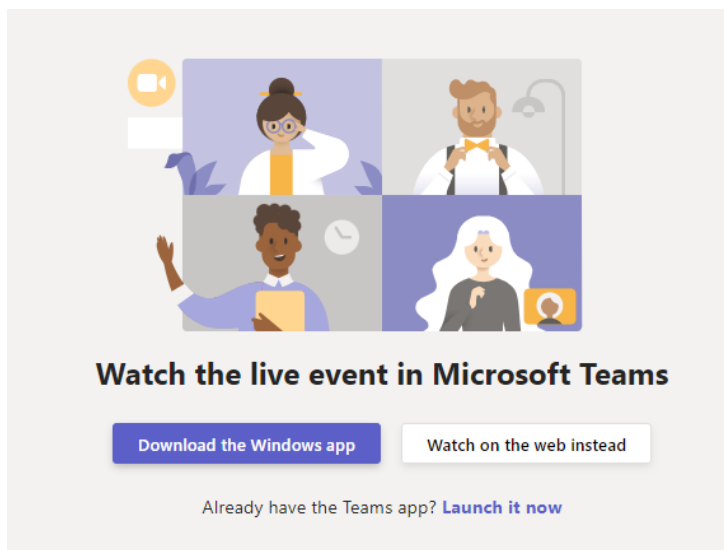 Watch the live event in Microsoft Teams
Download the Windows app
Watch on the web instead
Already have the Teams app? Launch it now